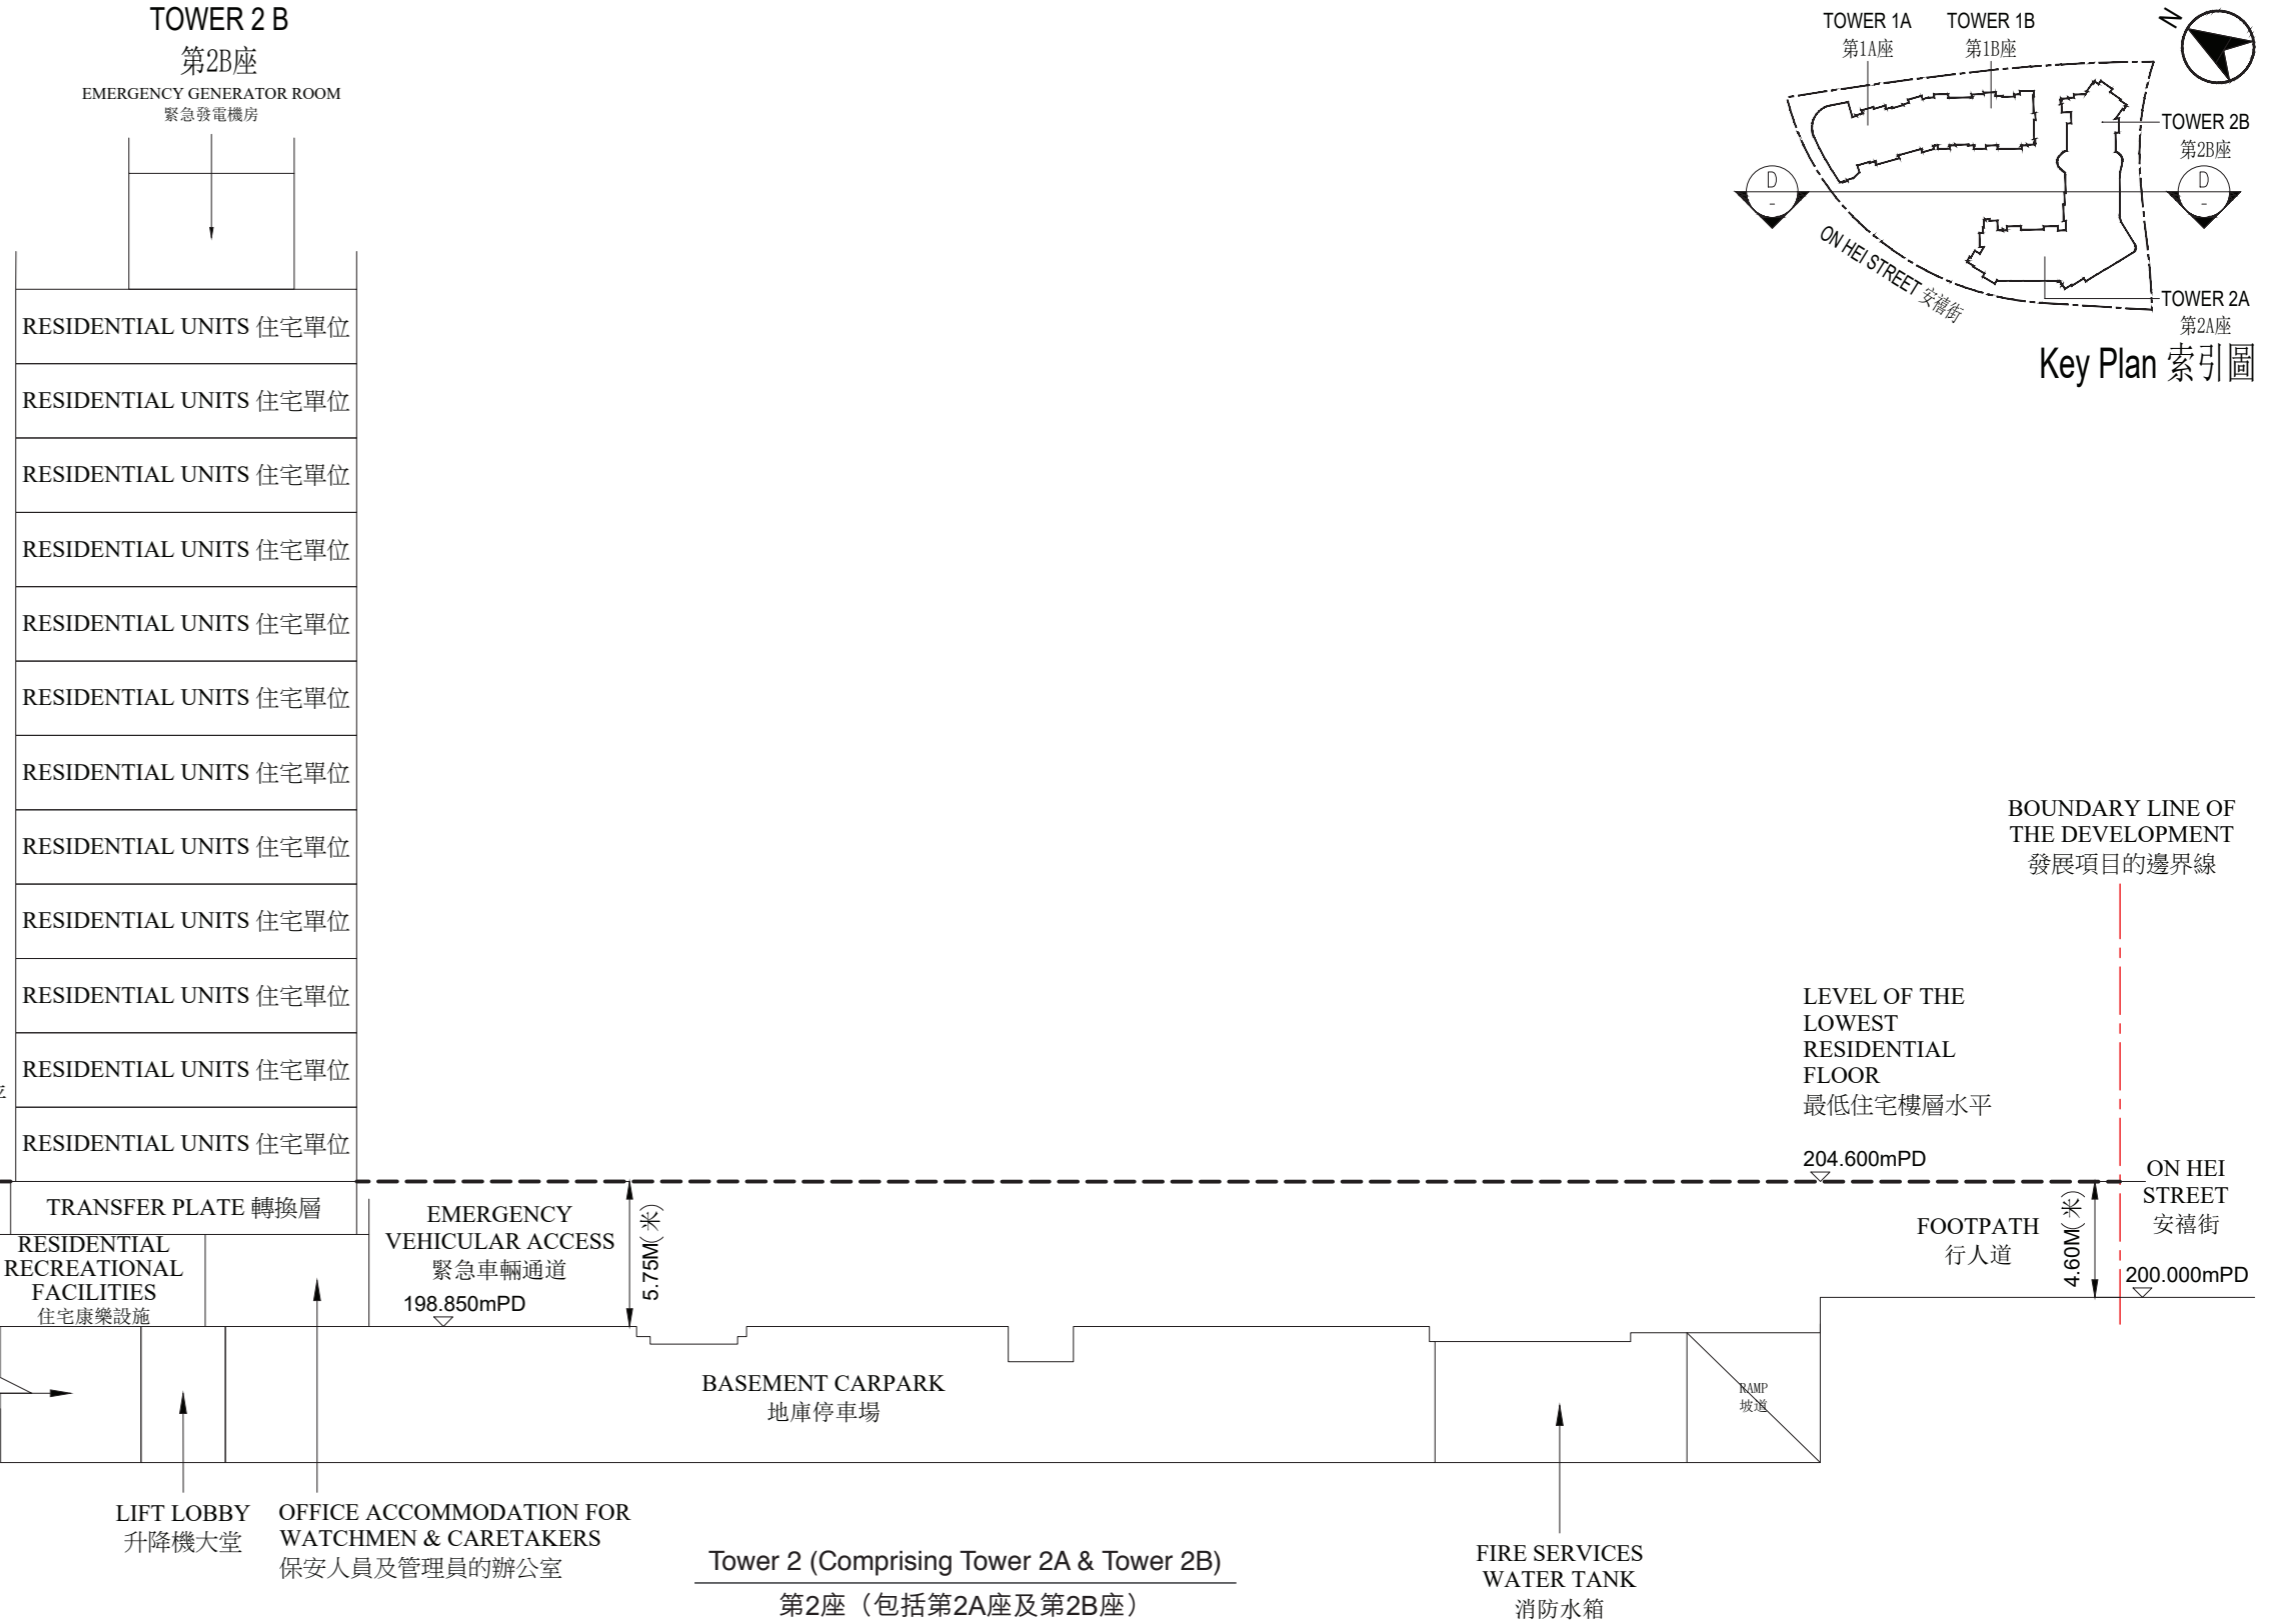 TOWER 2 B
第2B座
EMERGENCY GENERATOR ROOM
緊急發電機房
TOWER 1A
第1A座
TOWER 1B
第1B座
N
TOWER 2B
第2B座
D
-
D
-
ON HEI STREET 安禧街
TOWER 2A
第2A座
Key Plan 索引圖
RESIDENTIAL UNITS 住宅單位
RESIDENTIAL UNITS 住宅單位
RESIDENTIAL UNITS 住宅單位
RESIDENTIAL UNITS 住宅單位
RESIDENTIAL UNITS 住宅單位
RESIDENTIAL UNITS 住宅單位
RESIDENTIAL UNITS 住宅單位
RESIDENTIAL UNITS 住宅單位
RESIDENTIAL UNITS 住宅單位
RESIDENTIAL UNITS 住宅單位
RESIDENTIAL UNITS 住宅單位
RESIDENTIAL UNITS 住宅單位
BOUNDARY LINE OF
THE DEVELOPMENT
發展項目的邊界線
LEVEL OF THE
LOWEST
RESIDENTIAL
FLOOR
最低住宅樓層水平
204.600mPD
ON HEI
STREET
安禧街
TRANSFER PLATE 轉換層
RESIDENTIAL
RECREATIONAL
FACILITIES
住宅康樂設施
EMERGENCY
VEHICULAR ACCESS
緊急車輛通道
198.850mPD
5.75M(米)
FOOTPATH
行人道
4.60M(米)
200.000mPD
BASEMENT CARPARK
地庫停車場
RAMP
坡道
LIFT LOBBY
升降機大堂
OFFICE ACCOMMODATION FOR
WATCHMEN & CARETAKERS
保安人員及管理員的辦公室
Tower 2 (Comprising Tower 2A & Tower 2B)
第2座（包括第2A座及第2B座）
FIRE SERVICES
WATER TANK
消防水箱